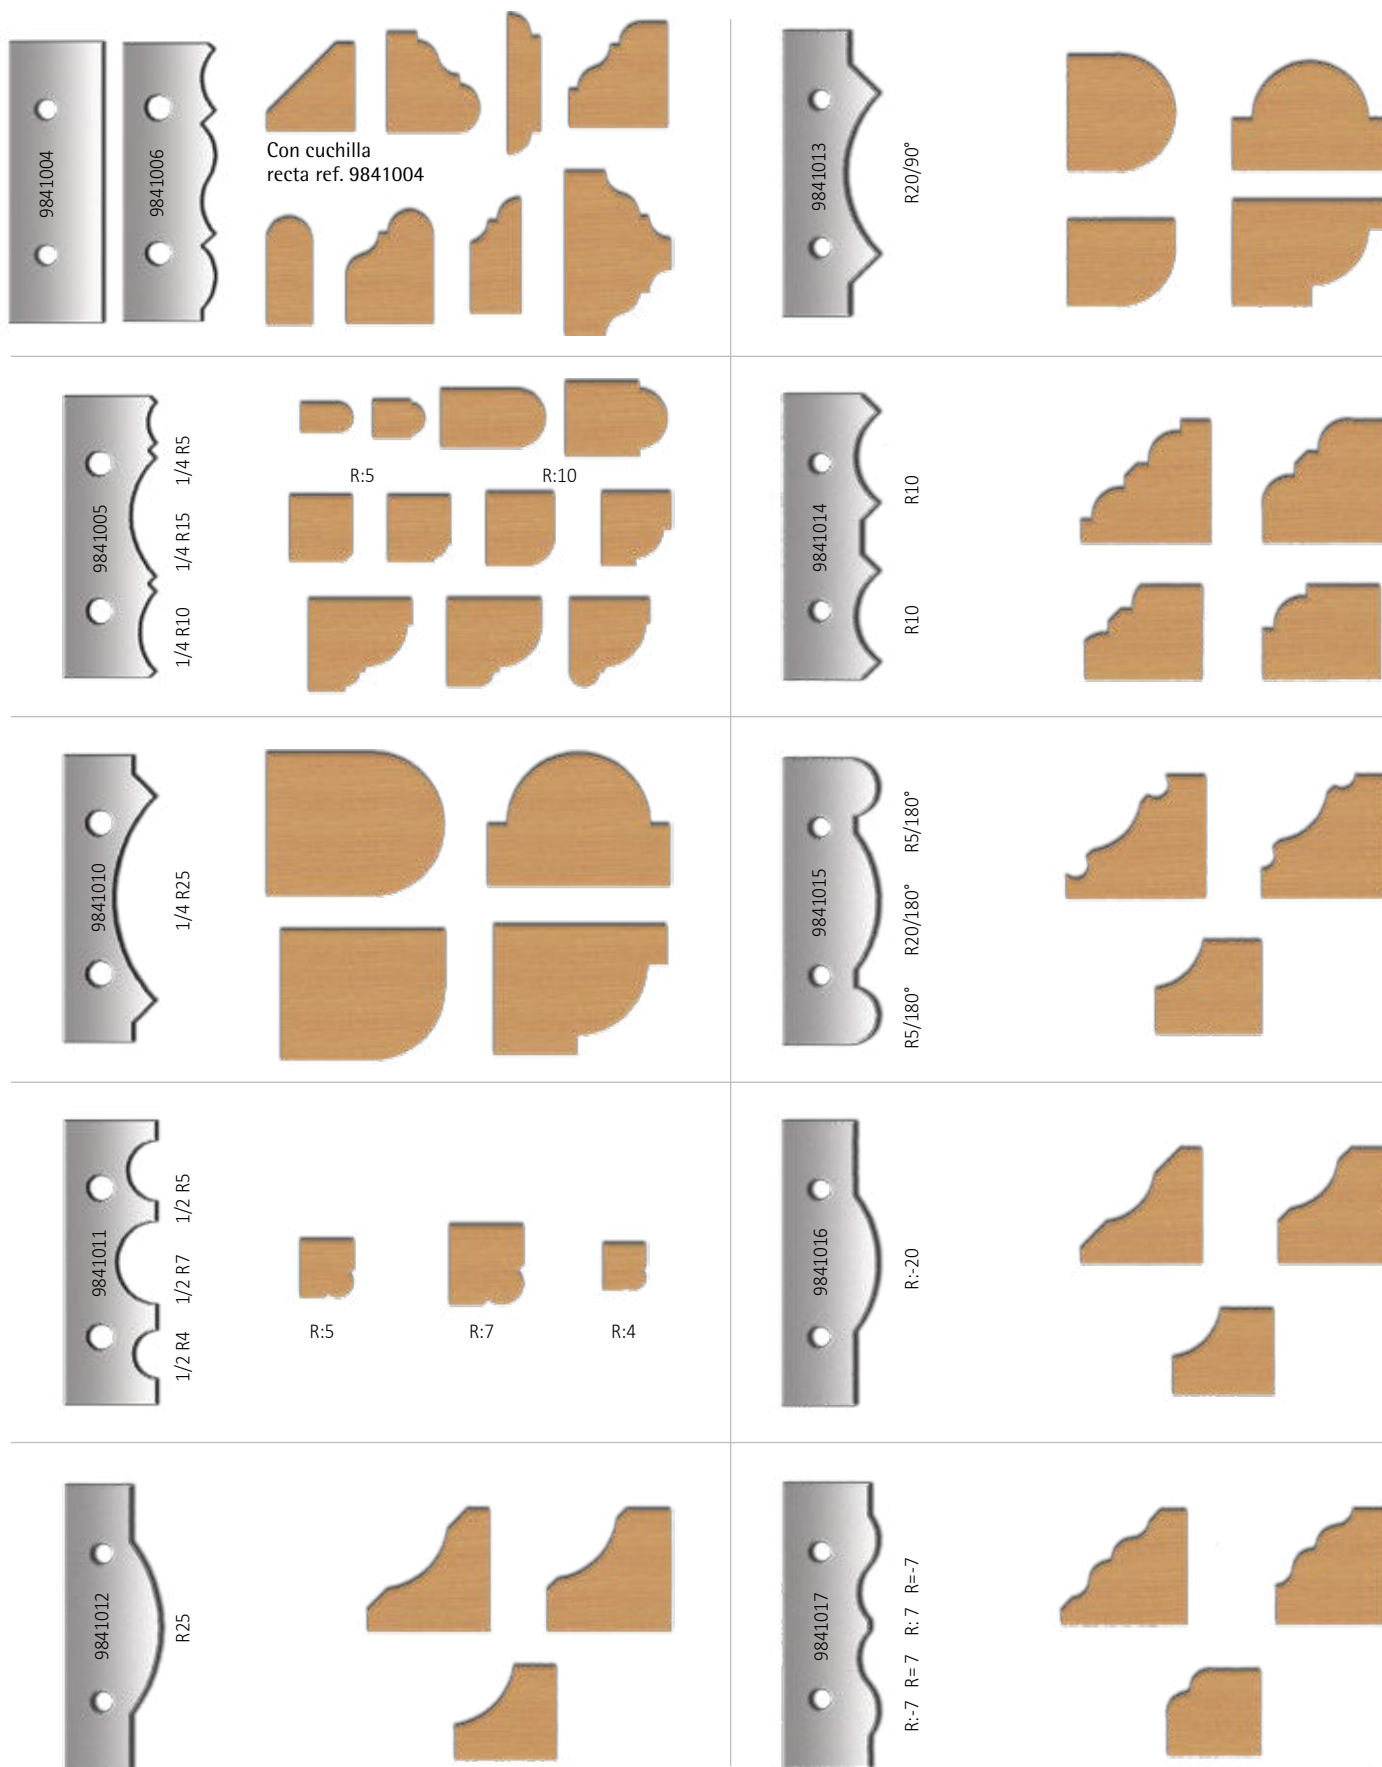 9841004
9841006
Con cuchilla
recta ref. 9841004
9841013
R20/90°
9841005
1/4 R5
1/4 R15
1/4 R10
R:5
R:10
9841014
R10
R10
9841010
1/4 R25
9841015
R5/180°
R20/180°
R5/180°
9841011
1/2 R5
1/2 R7
1/2 R4
R:5
R:7
R:4
9841016
R:-20
9841012
R25
9841017
R:-7 R=7 R:7 R=-7